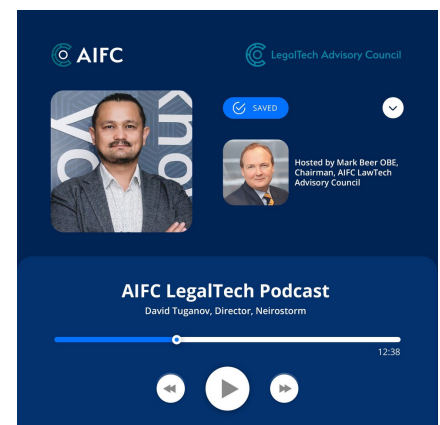 AIFC
LegalTech Advisory Council
SAVED
Hosted by Mark Beer OBE,
Chairman, AIFC LawTech
Advisory Council
AIFC LegalTech Podcast
David Tuganov, Director, Neirostorm
12:38